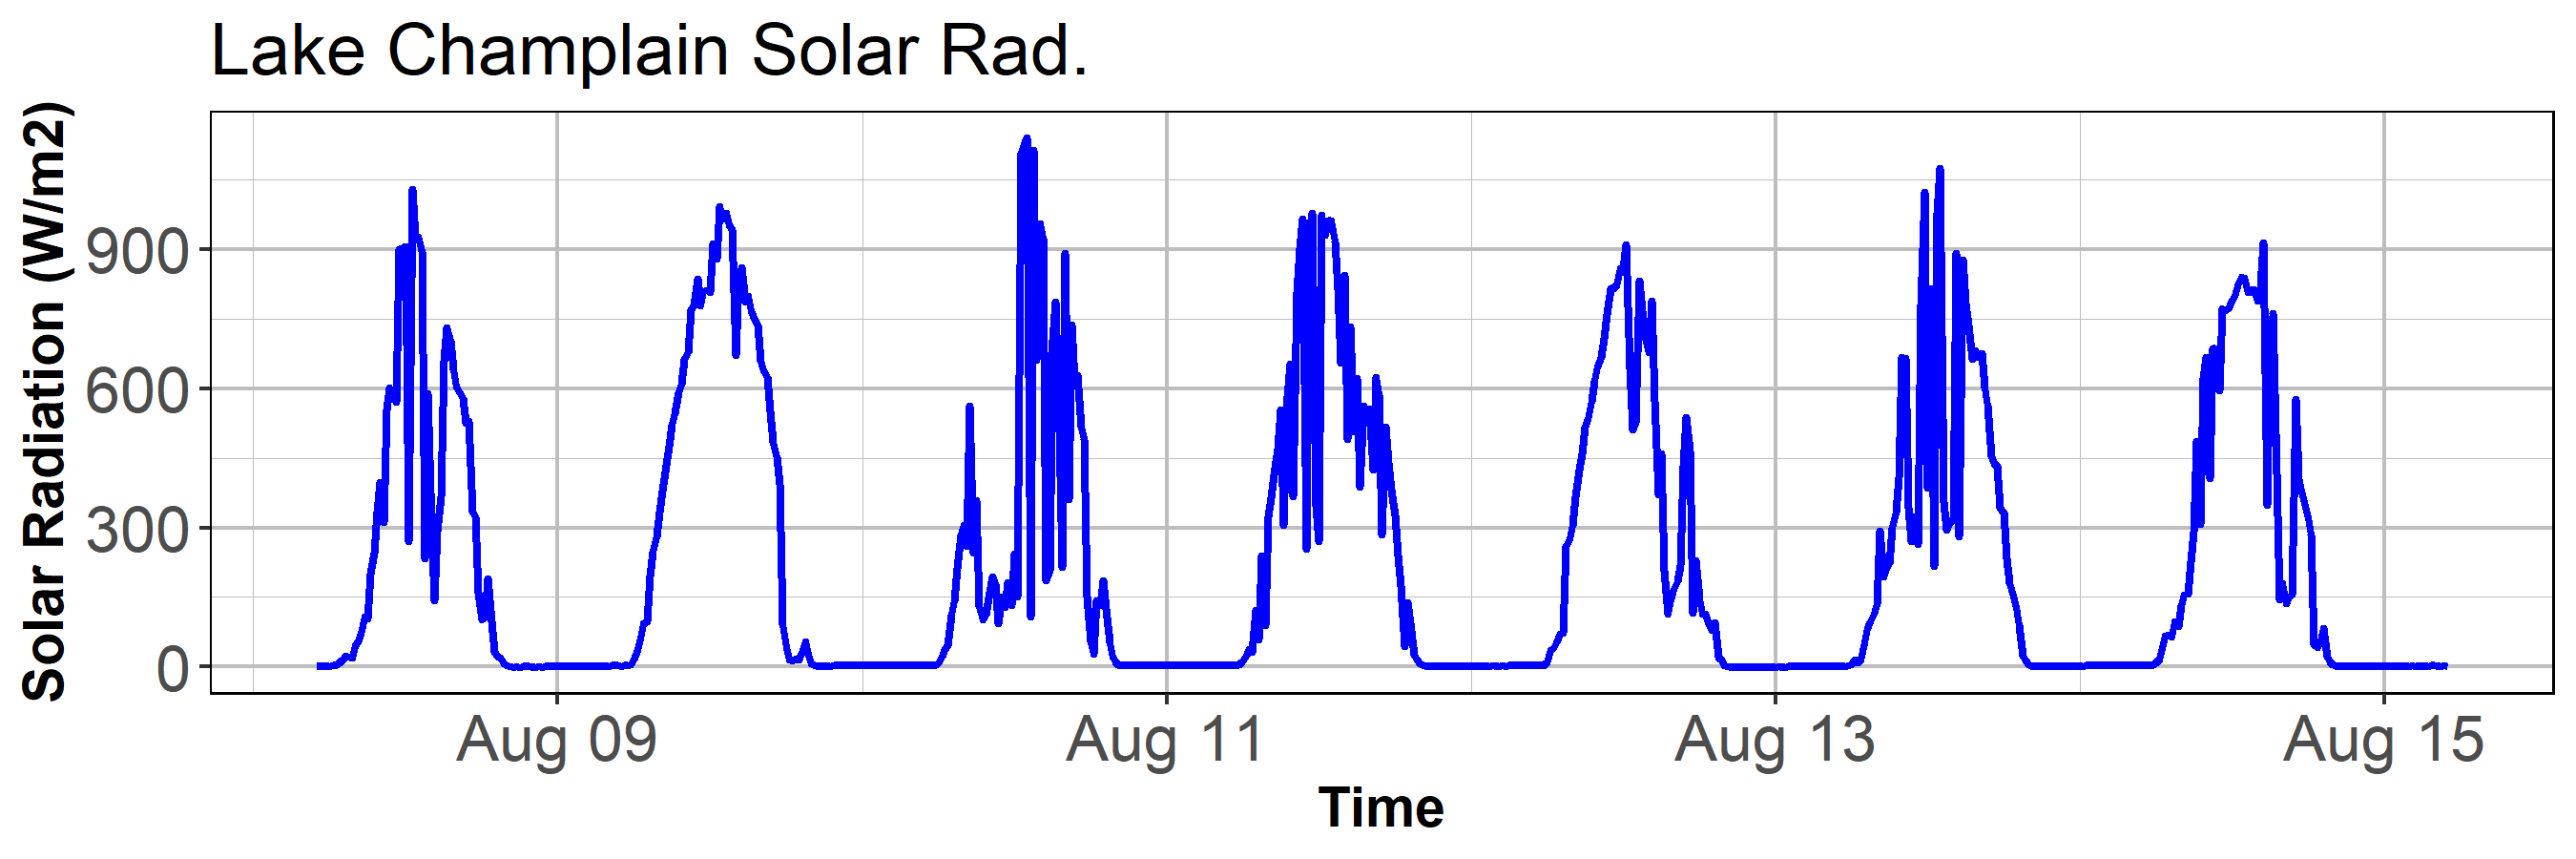 Lake Champlain Solar Rad.
Solar Radiation (W/m2)
900
600
300
0
Aug 09 Aug 11 Aug 13 Aug 15
Time